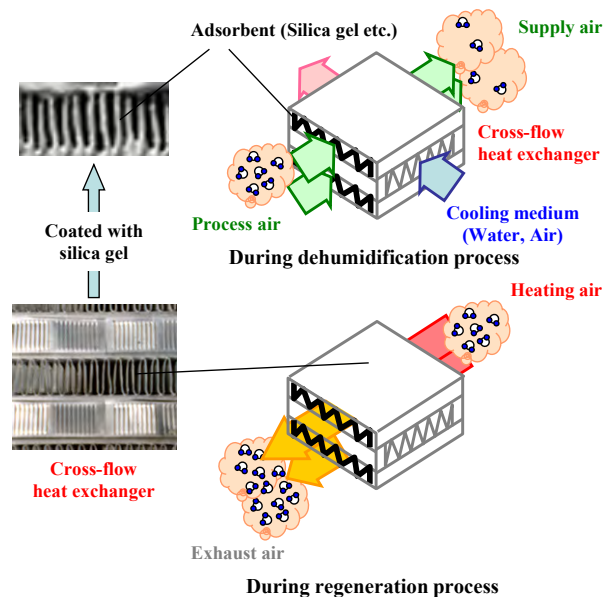 Adsorbent (Silica gel etc.)
Supply air
Cross-flow
heat exchanger
Process air
Cooling medium
(Water, Air)
During dehumidification process
Coated with
silica gel
Heating air
Cross-flow
heat exchanger
Exhaust air
During regeneration process